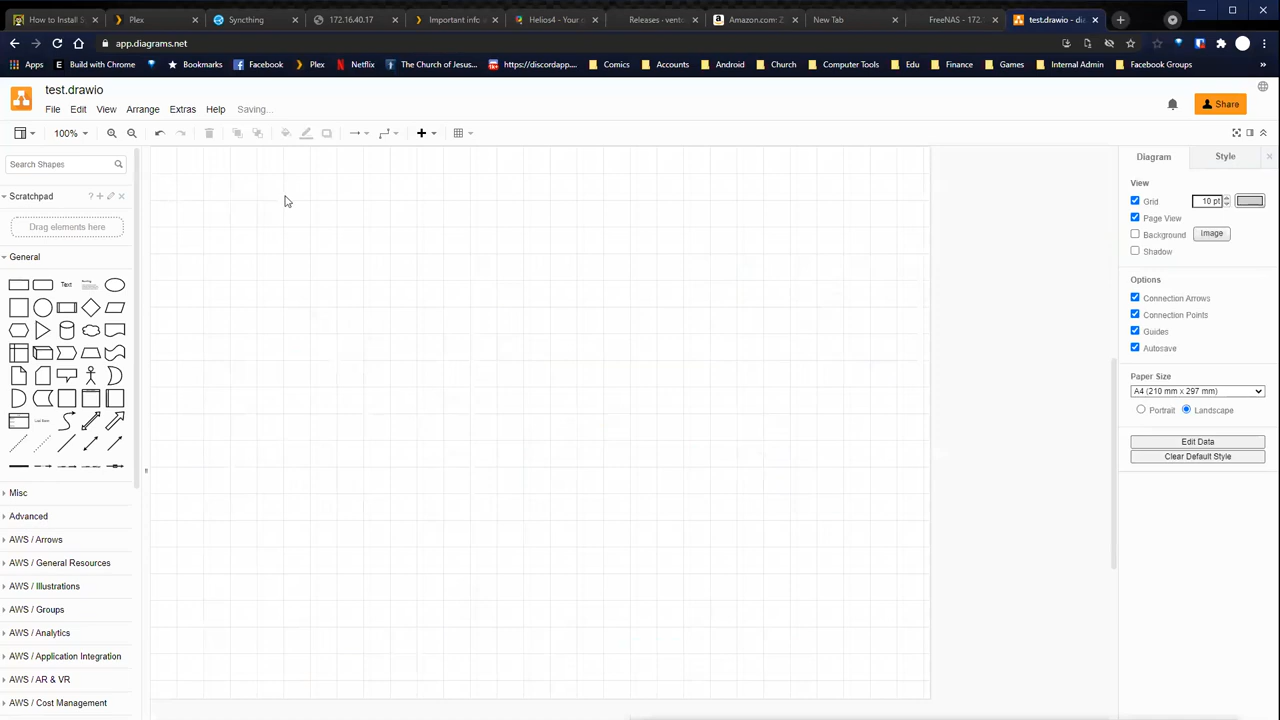 How to Install S
Plex
Syncthing
172.16.40.17
Important info
Helios4 - Your
Releases · vent
Amazon.com: Z
New Tab
FreeNAS - 172.
test.drawio - di
app.diagrams.net
Apps
Build with Chrome
Bookmarks
Facebook
Plex
Netflix
The Church of Jesus...
https://discordapp....
Comics
Accounts
Android
Church
Computer Tools
Edu
Finance
Games
Internal Admin
Facebook Groups
test.drawio
File Edit View Arrange Extras Help Saving...
Share
100%
Search Shapes
Scratchpad
Drag elements here
General
Text
Heading
List Item
Misc
Advanced
AWS / Arrows
AWS / General Resources
AWS / Illustrations
AWS / Groups
AWS / Analytics
AWS / Application Integration
AWS / AR & VR
AWS / Cost Management
Diagram Style
View
Grid 10 pt
Page View
Background Image
Shadow
Options
Connection Arrows
Connection Points
Guides
Autosave
Paper Size
A4 (210 mm x 297 mm)
Portrait Landscape
Edit Data
Clear Default Style